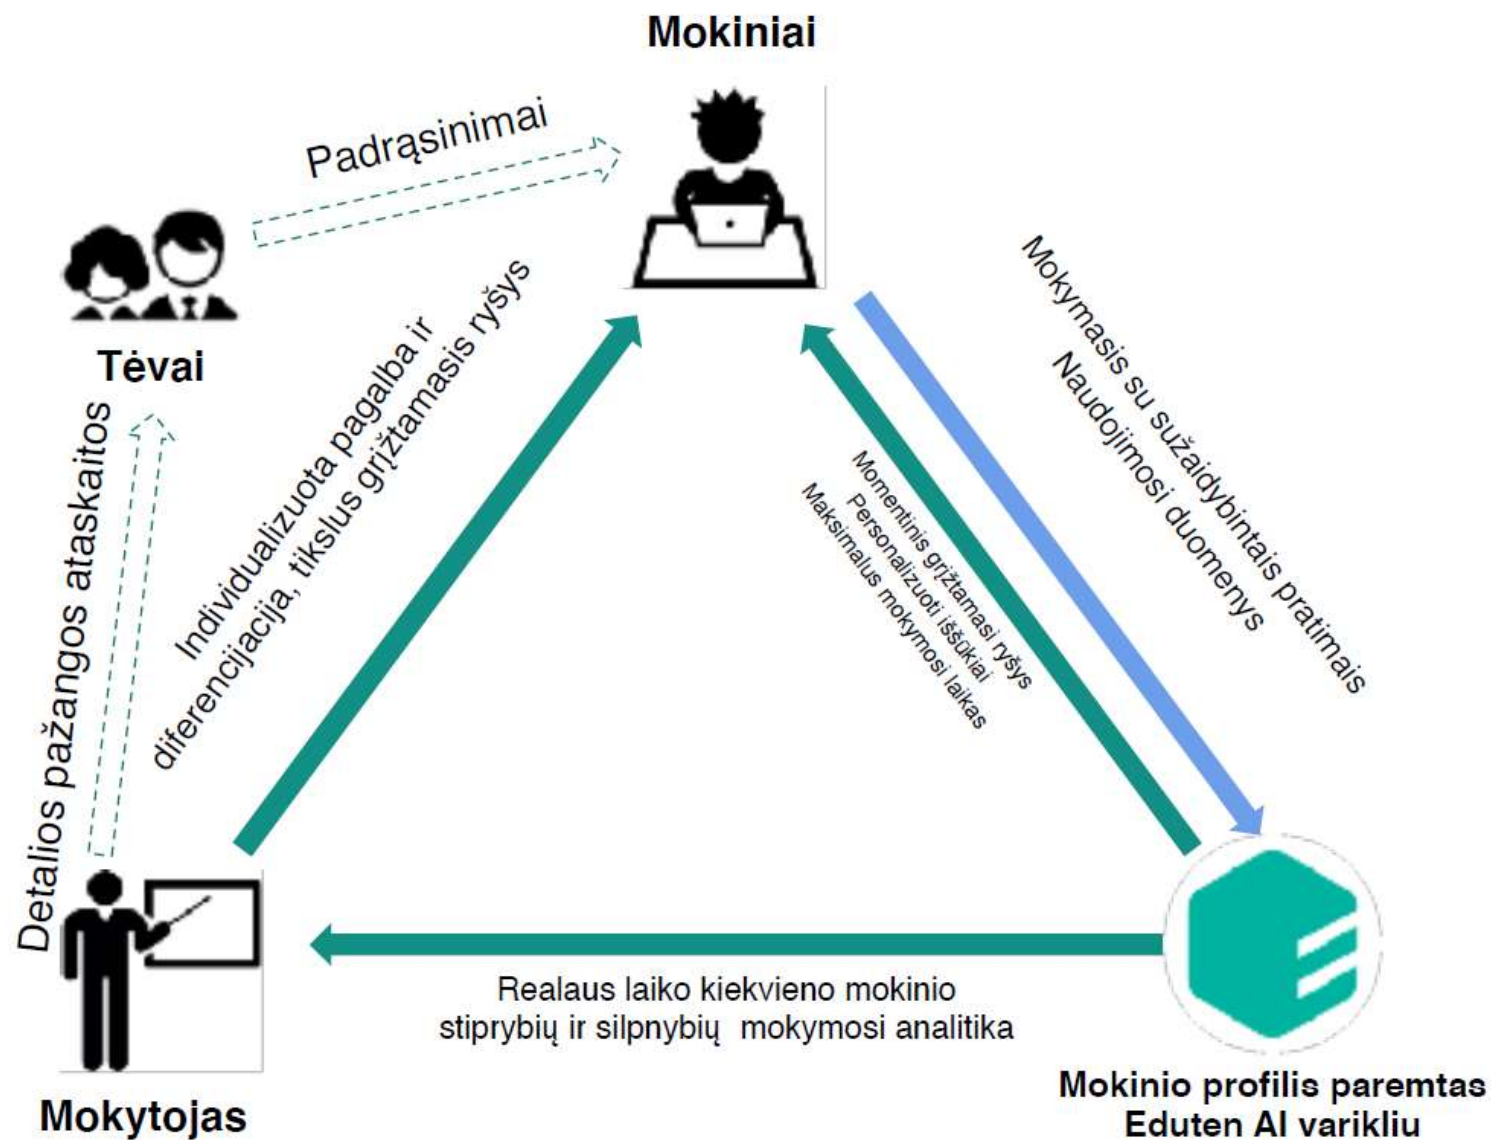 Mokiniai
Padrąsinimai
Tėvai
Detalios pažangos ataskaitos
Individualizuota pagalba ir
diferencijacija, tikslus grįžtamasis ryšys
Mokymasis su sužaidybintais pratimais
Naudojimosi duomenys
Momentinis grįžtamasi ryšys
Personalizuoti iššūkiai
Maksimalus mokymosi laikas
Realaus laiko kiekvieno mokinio
stiprybių ir silpnybių mokymosi analitika
Mokytojas
Mokinio profilis paremtas
Eduten AI varikliu